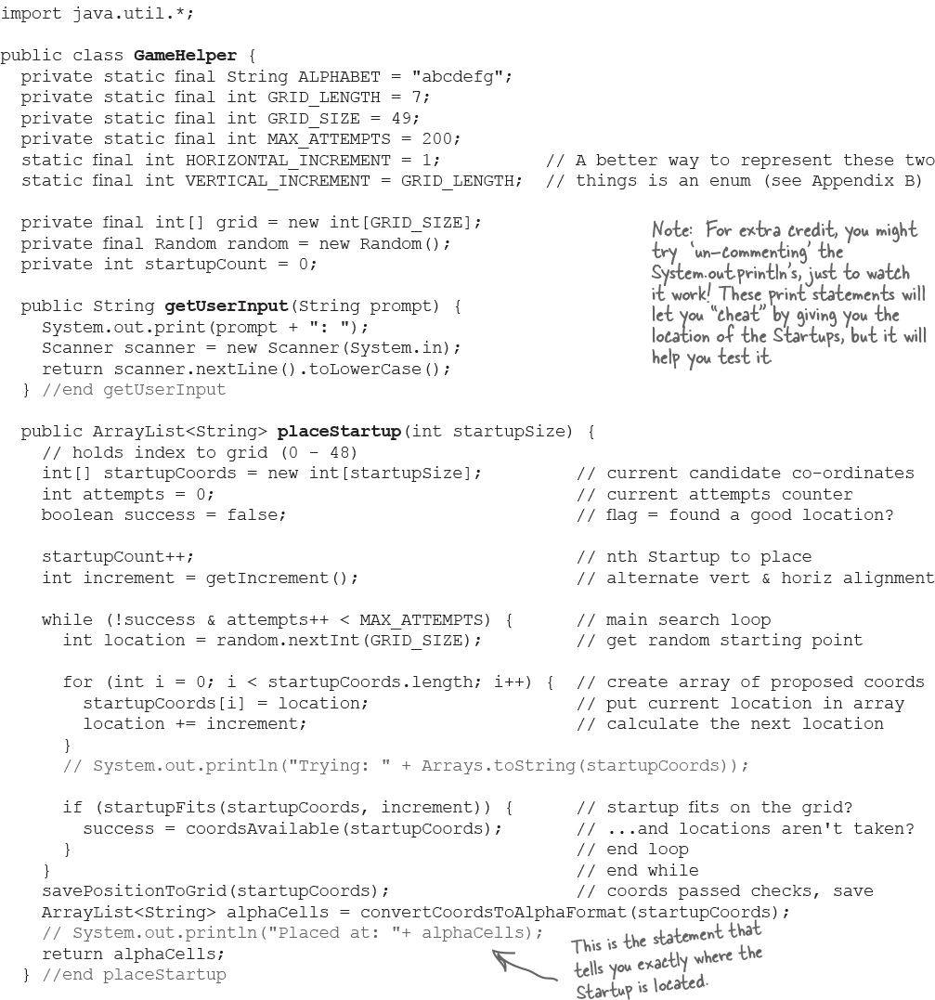 import java.util.*;

public class GameHelper {
  private static final String ALPHABET = "abcdefg";
  private static final int GRID_LENGTH = 7;
  private static final int GRID_SIZE = 49;
  private static final int MAX_ATTEMPTS = 200;
  static final int HORIZONTAL_INCREMENT = 1;          // A better way to represent these two
  static final int VERTICAL_INCREMENT = GRID_LENGTH;  // things is an enum (see Appendix B)

  private final int[] grid = new int[GRID_SIZE];
  private final Random random = new Random();
  private int startupCount = 0;

Note: For extra credit, you might
try 'un-commenting' the
System.out.println's, just to watch
it work! These print statements will
let you "cheat" by giving you the
location of the Startups, but it will
help you test it.

  public String getUserInput(String prompt) {
    System.out.print(prompt + ": ");
    Scanner scanner = new Scanner(System.in);
    return scanner.nextLine().toLowerCase();
  } //end getUserInput

  public ArrayList<String> placeStartup(int startupSize) {
    // holds index to grid (0 - 48)
    int[] startupCoords = new int[startupSize];         // current candidate co-ordinates
    int attempts = 0;                                   // current attempts counter
    boolean success = false;                            // flag = found a good location?

    startupCount++;                                     // nth Startup to place
    int increment = getIncrement();                     // alternate vert & horiz alignment

    while (!success & attempts++ < MAX_ATTEMPTS) {      // main search loop
      int location = random.nextInt(GRID_SIZE);         // get random starting point

      for (int i = 0; i < startupCoords.length; i++) {  // create array of proposed coords
        startupCoords[i] = location;                    // put current location in array
        location += increment;                          // calculate the next location
      }
      // System.out.println("Trying: " + Arrays.toString(startupCoords));

      if (startupFits(startupCoords, increment)) {      // startup fits on the grid?
        success = coordsAvailable(startupCoords);       // ...and locations aren't taken?
      }                                                 // end loop
    }                                                   // end while
    savePositionToGrid(startupCoords);                  // coords passed checks, save
    ArrayList<String> alphaCells = convertCoordsToAlphaFormat(startupCoords);
    // System.out.println("Placed at: "+ alphaCells);
    return alphaCells;
  } //end placeStartup

This is the statement that
tells you exactly where the
Startup is located.